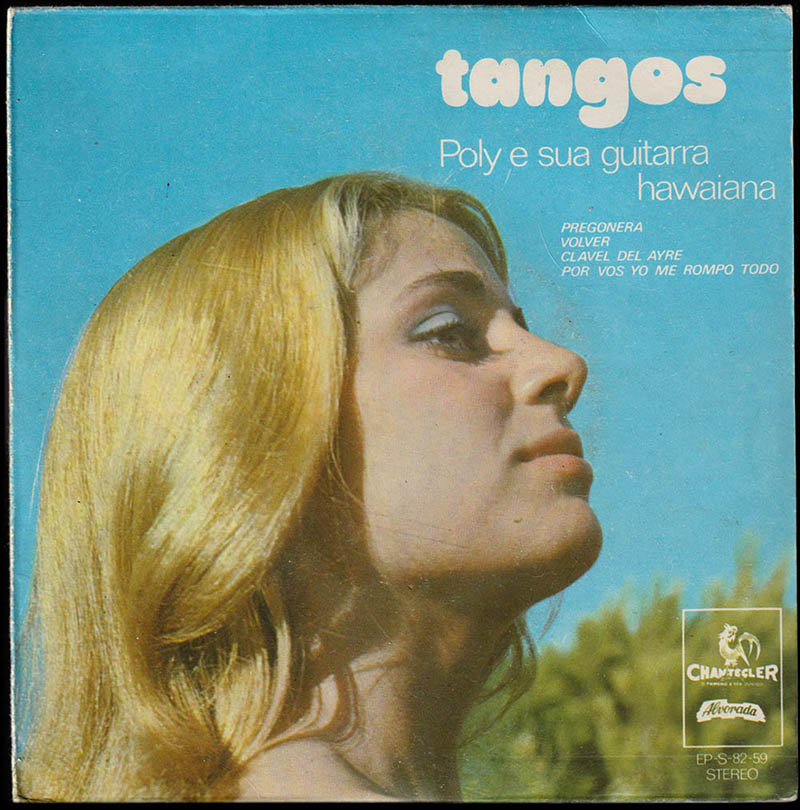 tangos
Poly e sua guitarra
hawaiana
PREGONERA
VOLVER
CLAVEL DEL AYRE
POR VOS YO ME ROMPO TODO
CHANTECLER
Alvorada
EP-S-82-59
STEREO